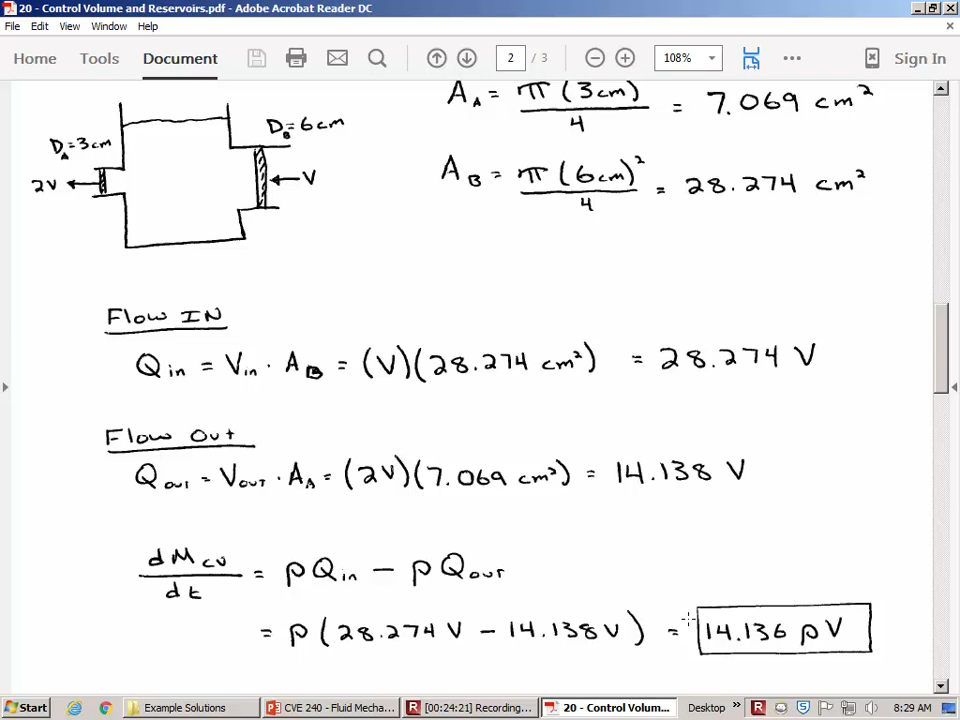 20 - Control Volume and Reservoirs.pdf - Adobe Acrobat Reader DC
File Edit View Window Help
Home Tools Document 2 / 3 108% Sign In
A_A = π(3cm) / 4 = 7.069 cm²
D_A=3cm D_B=6cm
2V V
A_B = π(6cm)² / 4 = 28.274 cm²
Flow IN
Q_in = V_in · A_B = (V)(28.274 cm²) = 28.274 V
Flow Out
Q_out = V_out · A_A = (2V)(7.069 cm²) = 14.138 V
dM_cv / dt = ρQ_in − ρQ_out
= ρ(28.274 V − 14.138 V) = 14.136 ρV
Start Example Solutions CVE 240 - Fluid Mecha... [00:24:21] Recording... 20 - Control Volum... Desktop » 8:29 AM